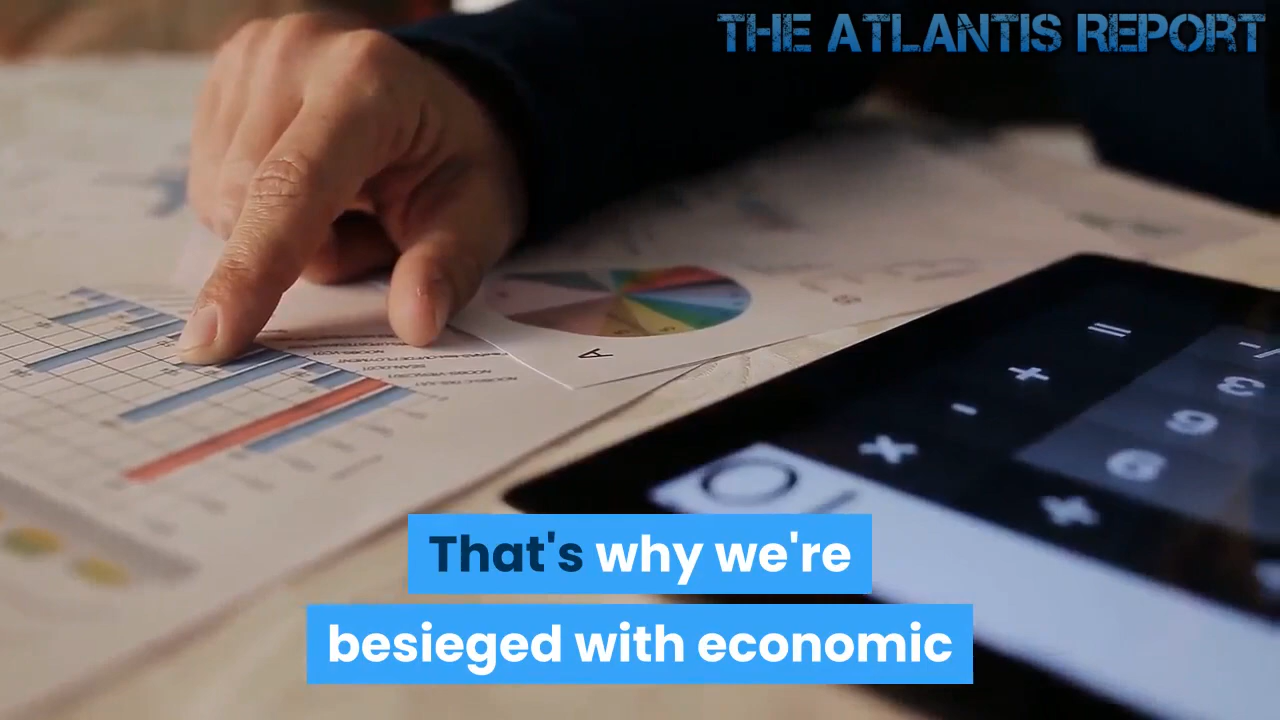 THE ATLANTIS REPORT
That's why we're
besieged with economic